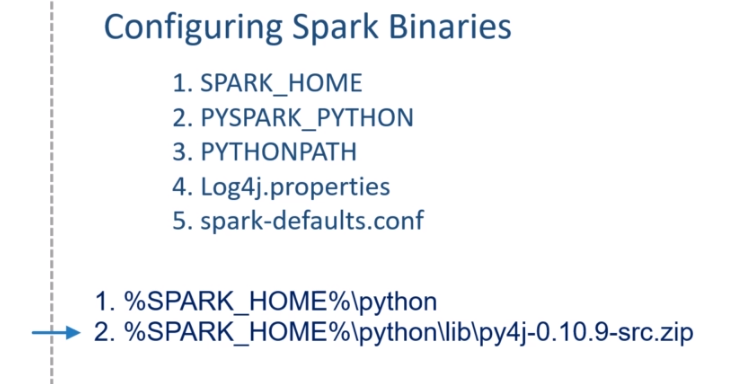 Configuring Spark Binaries
1. SPARK_HOME
2. PYSPARK_PYTHON
3. PYTHONPATH
4. Log4j.properties
5. spark-defaults.conf
1. %SPARK_HOME%\python
2. %SPARK_HOME%\python\lib\py4j-0.10.9-src.zip